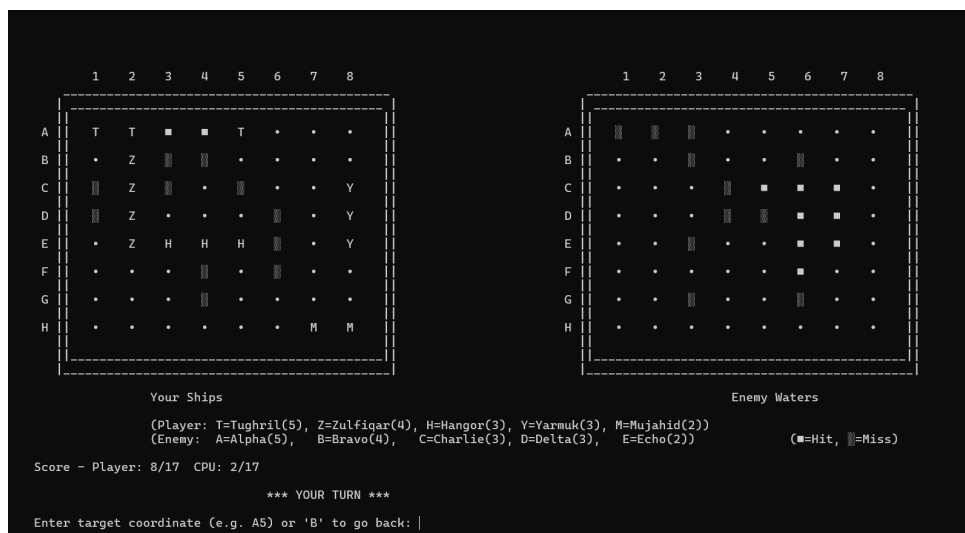 1 2 3 4 5 6 7 8 1 2 3 4 5 6 7 8
A T T ■ ■ T • • • A ▒ ▒ ▒ • • • • •
B • Z ▒ ▒ • • • • B • • ▒ • • ▒ • •
C ▒ Z ▒ • ▒ • • Y C • • • ▒ ■ ■ ■ •
D ▒ Z • • • ▒ • Y D • • • ▒ ▒ ■ ■ •
E • Z H H H ▒ • Y E • • ▒ • • ■ ■ •
F • • • ▒ • ▒ • • F • • • • • ■ • •
G • • • ▒ • • • • G • • ▒ • • ▒ • •
H • • • • • • M M H • • • • • • • •
Your Ships Enemy Waters
(Player: T=Tughril(5), Z=Zulfiqar(4), H=Hangor(3), Y=Yarmuk(3), M=Mujahid(2))
(Enemy: A=Alpha(5), B=Bravo(4), C=Charlie(3), D=Delta(3), E=Echo(2)) (■=Hit, ▒=Miss)
Score - Player: 8/17 CPU: 2/17
*** YOUR TURN ***
Enter target coordinate (e.g. A5) or 'B' to go back: